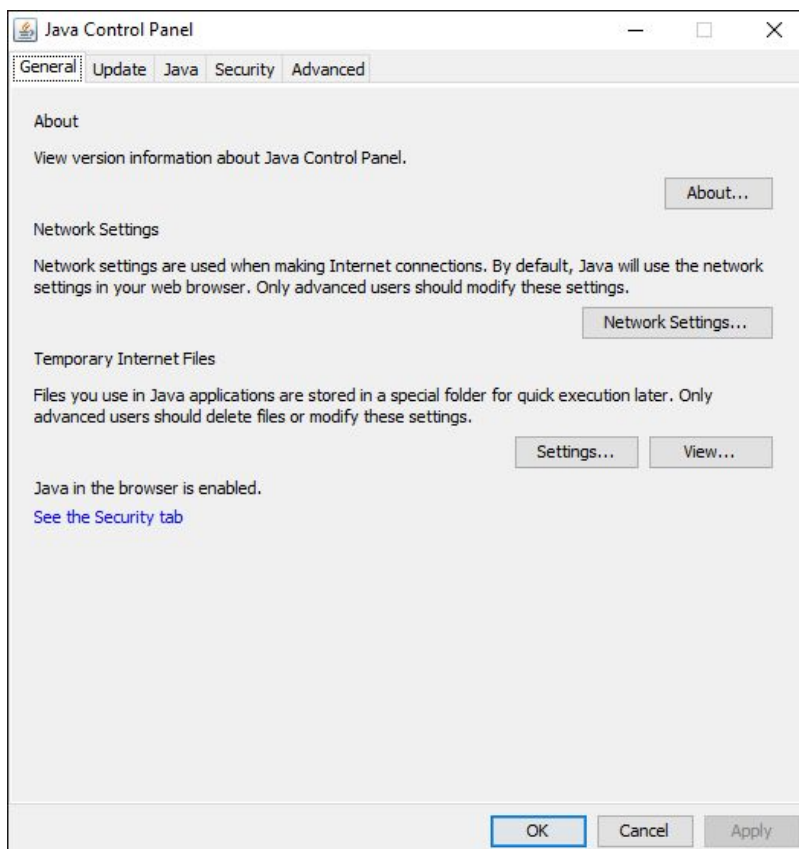 Java Control Panel
General Update Java Security Advanced
About
View version information about Java Control Panel.
About...
Network Settings
Network settings are used when making Internet connections. By default, Java will use the network
settings in your web browser. Only advanced users should modify these settings.
Network Settings...
Temporary Internet Files
Files you use in Java applications are stored in a special folder for quick execution later. Only
advanced users should delete files or modify these settings.
Settings... View...
Java in the browser is enabled.
See the Security tab
OK Cancel Apply